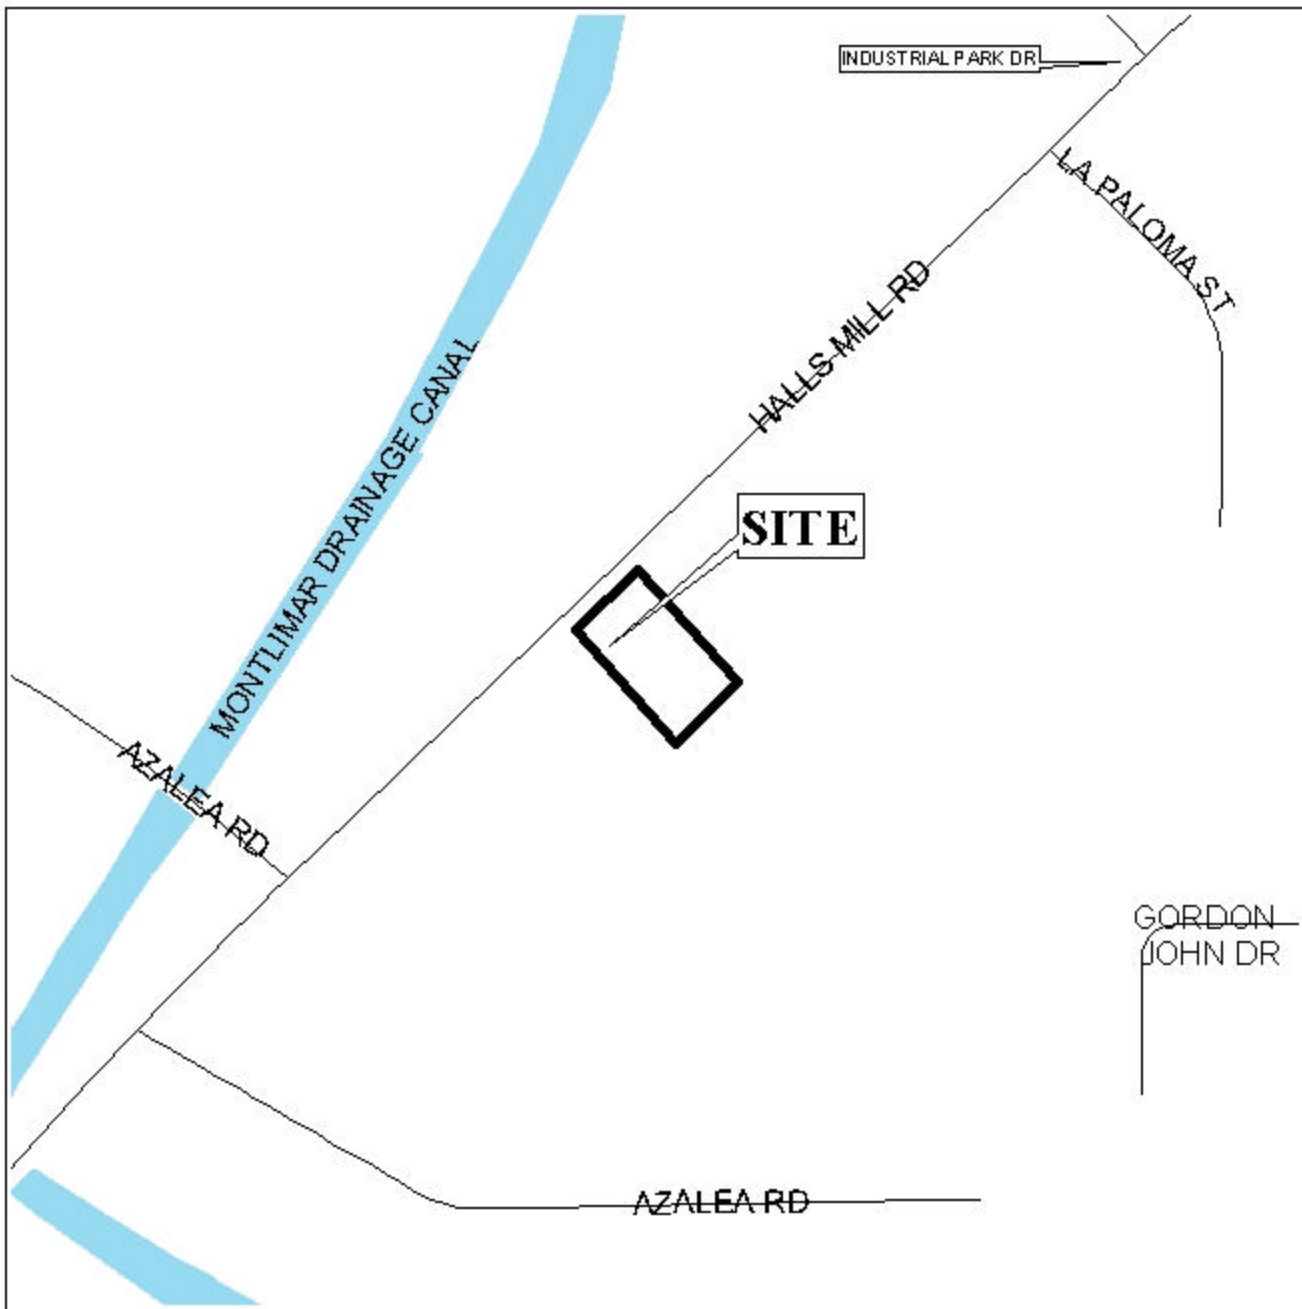 INDUSTRIAL PARK DR
LA PALOMA ST
HALLS MILL RD
MONTLIMAR DRAINAGE CANAL
SITE
AZALEA RD
GORDON
JOHN DR
AZALEA RD